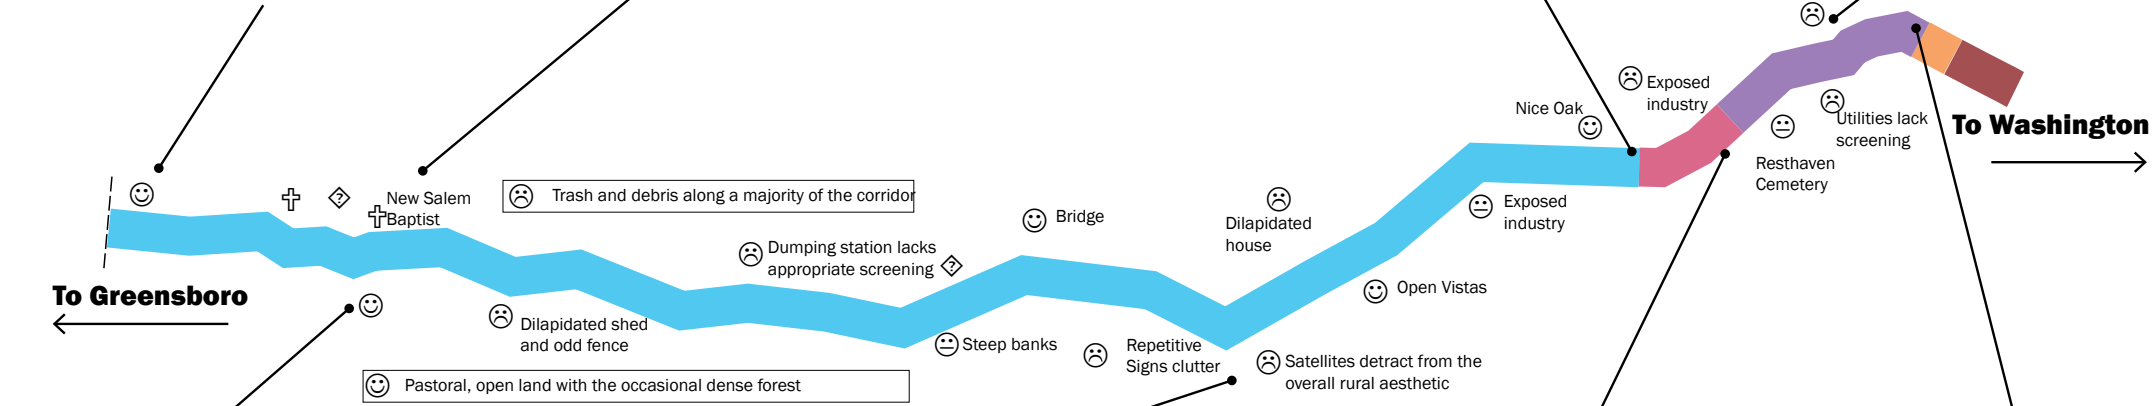 Nice Oak
Exposed
industry
Utilities lack
screening
To Washington
Resthaven
Cemetery
New Salem
Baptist
Trash and debris along a majority of the corridor
Exposed
industry
Bridge
Dilapidated
house
Dumping station lacks
appropriate screening
?
?
Open Vistas
To Greensboro
Dilapidated shed
and odd fence
Steep banks
Repetitive
Signs clutter
Satellites detract from the
overall rural aesthetic
Pastoral, open land with the occasional dense forest